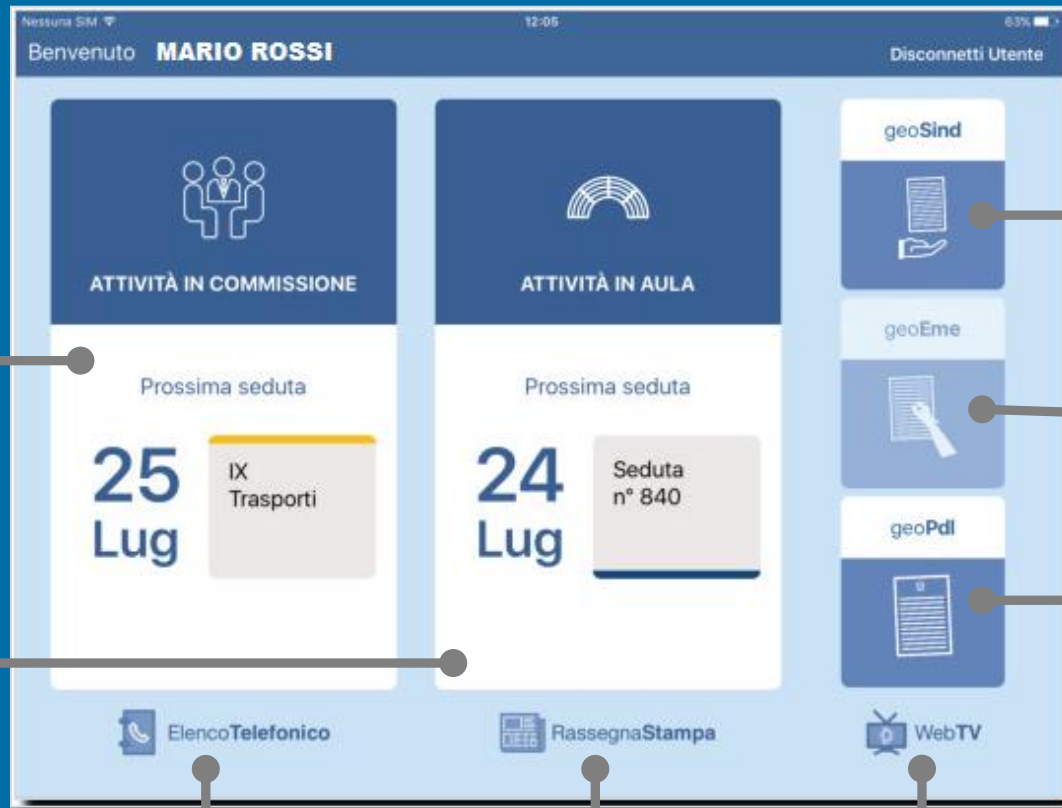 Nessuna SIM
12:05
63%
Benvenuto MARIO ROSSI
Disconnetti Utente
ATTIVITÀ IN COMMISSIONE
Prossima seduta
25
Lug
IX
Trasporti
ATTIVITÀ IN AULA
Prossima seduta
24
Lug
Seduta
n° 840
geoSind
geoEme
geoPdl
ElencoTelefonico
RassegnaStampa
WebTV